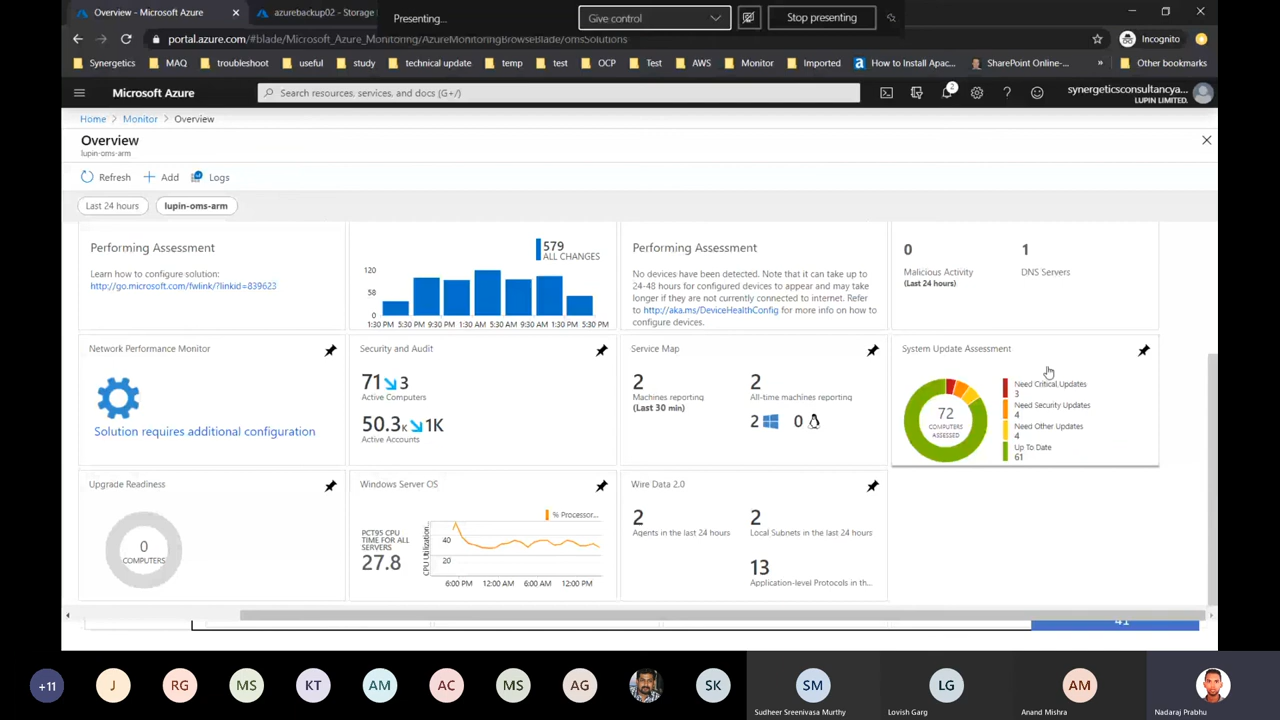 Overview - Microsoft Azure
azurebackup02 - Storage
Presenting...
Give control
Stop presenting
portal.azure.com/#blade/Microsoft_Azure_Monitoring/AzureMonitoringBrowseBlade/omsSolutions
Incognito
Synergetics MAQ troubleshoot useful study technical update temp test OCP Test AWS Monitor Imported How to Install Apac... SharePoint Online-... » Other bookmarks
Microsoft Azure
Search resources, services, and docs (G+/)
2
synergeticsconsultancya...
LUPIN LIMITED.
Home > Monitor > Overview
Overview
lupin-oms-arm
Refresh Add Logs
Last 24 hours lupin-oms-arm
Performing Assessment
Learn how to configure solution:
http://go.microsoft.com/fwlink/?linkid=839623
579
ALL CHANGES
120
58
0
1:30 PM 5:30 PM 9:30 PM 1:30 AM 5:30 AM 9:30 AM 1:30 PM 5:30 PM
Performing Assessment
No devices have been detected. Note that it can take up to
24-48 hours for configured devices to appear and may take
longer if they are not currently connected to internet. Refer
to http://aka.ms/DeviceHealthConfig for more info on how to
configure devices.
0 1
Malicious Activity DNS Servers
(Last 24 hours)
Network Performance Monitor
Solution requires additional configuration
Security and Audit
71 3
Active Computers
50.3K 1K
Active Accounts
Service Map
2 2
Machines reporting All-time machines reporting
(Last 30 min)
2 0
System Update Assessment
72
COMPUTERS
ASSESSED
Need Critical Updates
3
Need Security Updates
4
Need Other Updates
4
Up To Date
61
Upgrade Readiness
0
COMPUTERS
Windows Server OS
PCT95 CPU
TIME FOR ALL
SERVERS
27.8
% Processor...
CPU Utilization...
40
20
6:00 PM 12:00 AM 6:00 AM 12:00 PM
Wire Data 2.0
2 2
Agents in the last 24 hours Local Subnets in the last 24 hours
13
Application-level Protocols in th...
41
+11 J RG MS KT AM AC MS AG SK SM LG AM
Sudheer Sreenivasa Murthy Lovish Garg Anand Mishra Nadaraj Prabhu